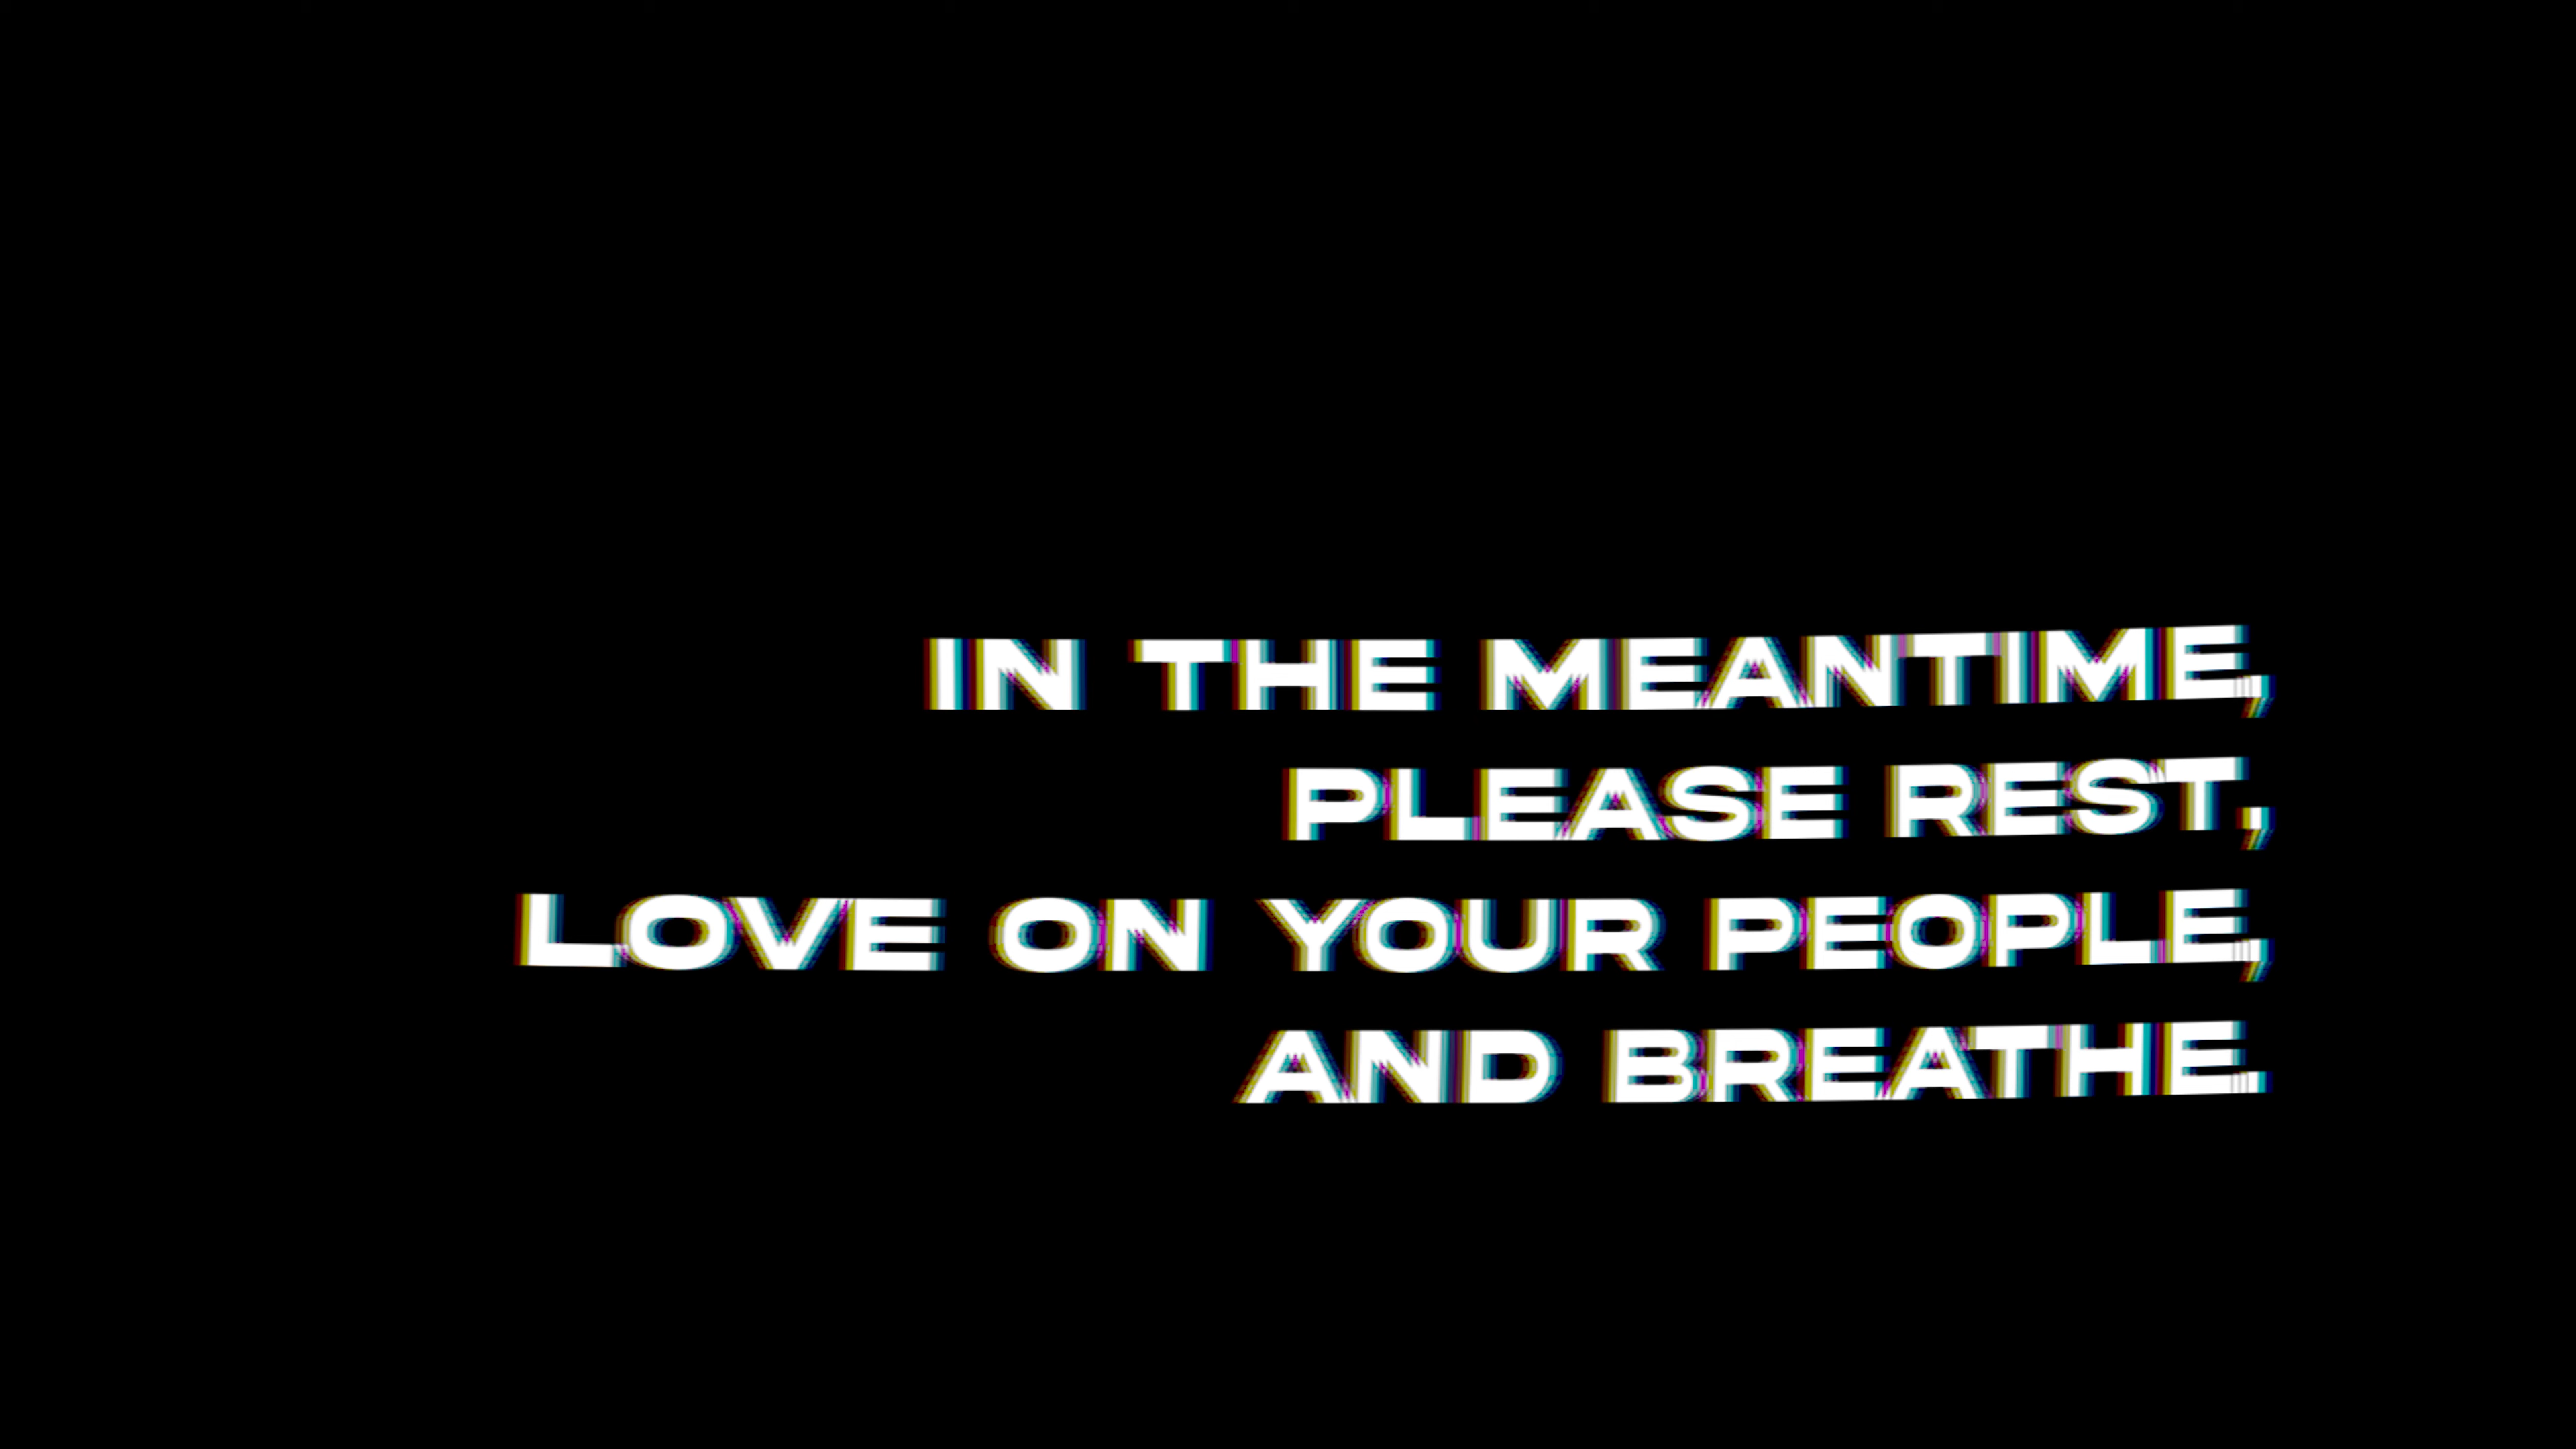 IN THE MEANTIME,
PLEASE REST,
LOVE ON YOUR PEOPLE,
AND BREATHE.